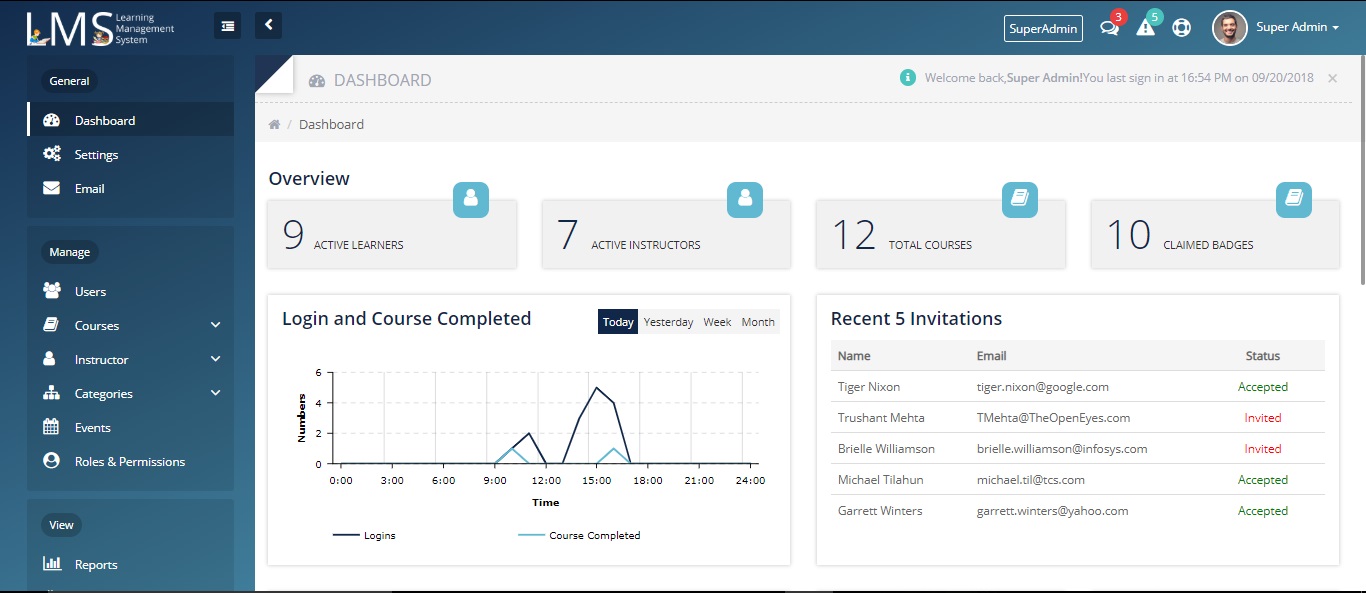 LMS Learning Management System
SuperAdmin
3
5
Super Admin
General
Dashboard
Settings
Email
Manage
Users
Courses
Instructor
Categories
Events
Roles & Permissions
View
Reports
DASHBOARD
Welcome back,Super Admin!You last sign in at 16:54 PM on 09/20/2018 ×
/ Dashboard
Overview
9 ACTIVE LEARNERS
7 ACTIVE INSTRUCTORS
12 TOTAL COURSES
10 CLAIMED BADGES
Login and Course Completed
Today Yesterday Week Month
Numbers
6
4
2
0
0:00 3:00 6:00 9:00 12:00 15:00 18:00 21:00 24:00
Time
Logins Course Completed
Recent 5 Invitations
Name Email Status
Tiger Nixon tiger.nixon@google.com Accepted
Trushant Mehta TMehta@TheOpenEyes.com Invited
Brielle Williamson brielle.williamson@infosys.com Invited
Michael Tilahun michael.til@tcs.com Accepted
Garrett Winters garrett.winters@yahoo.com Accepted